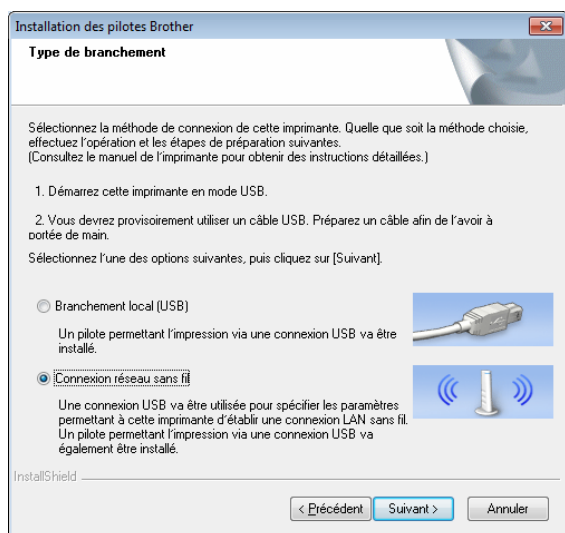 Installation des pilotes Brother
Type de branchement
Sélectionnez la méthode de connexion de cette imprimante. Quelle que soit la méthode choisie,
effectuez l'opération et les étapes de préparation suivantes.
(Consultez le manuel de l'imprimante pour obtenir des instructions détaillées.)
1. Démarrez cette imprimante en mode USB.
2. Vous devrez provisoirement utiliser un câble USB. Préparez un câble afin de l'avoir à
portée de main.
Sélectionnez l'une des options suivantes, puis cliquez sur [Suivant].
Branchement local (USB)
Un pilote permettant l'impression via une connexion USB va être
installé.
Connexion réseau sans fil
Une connexion USB va être utilisée pour spécifier les paramètres
permettant à cette imprimante d'établir une connexion LAN sans fil.
Un pilote permettant l'impression via une connexion USB va
également être installé.
InstallShield
< Précédent Suivant > Annuler